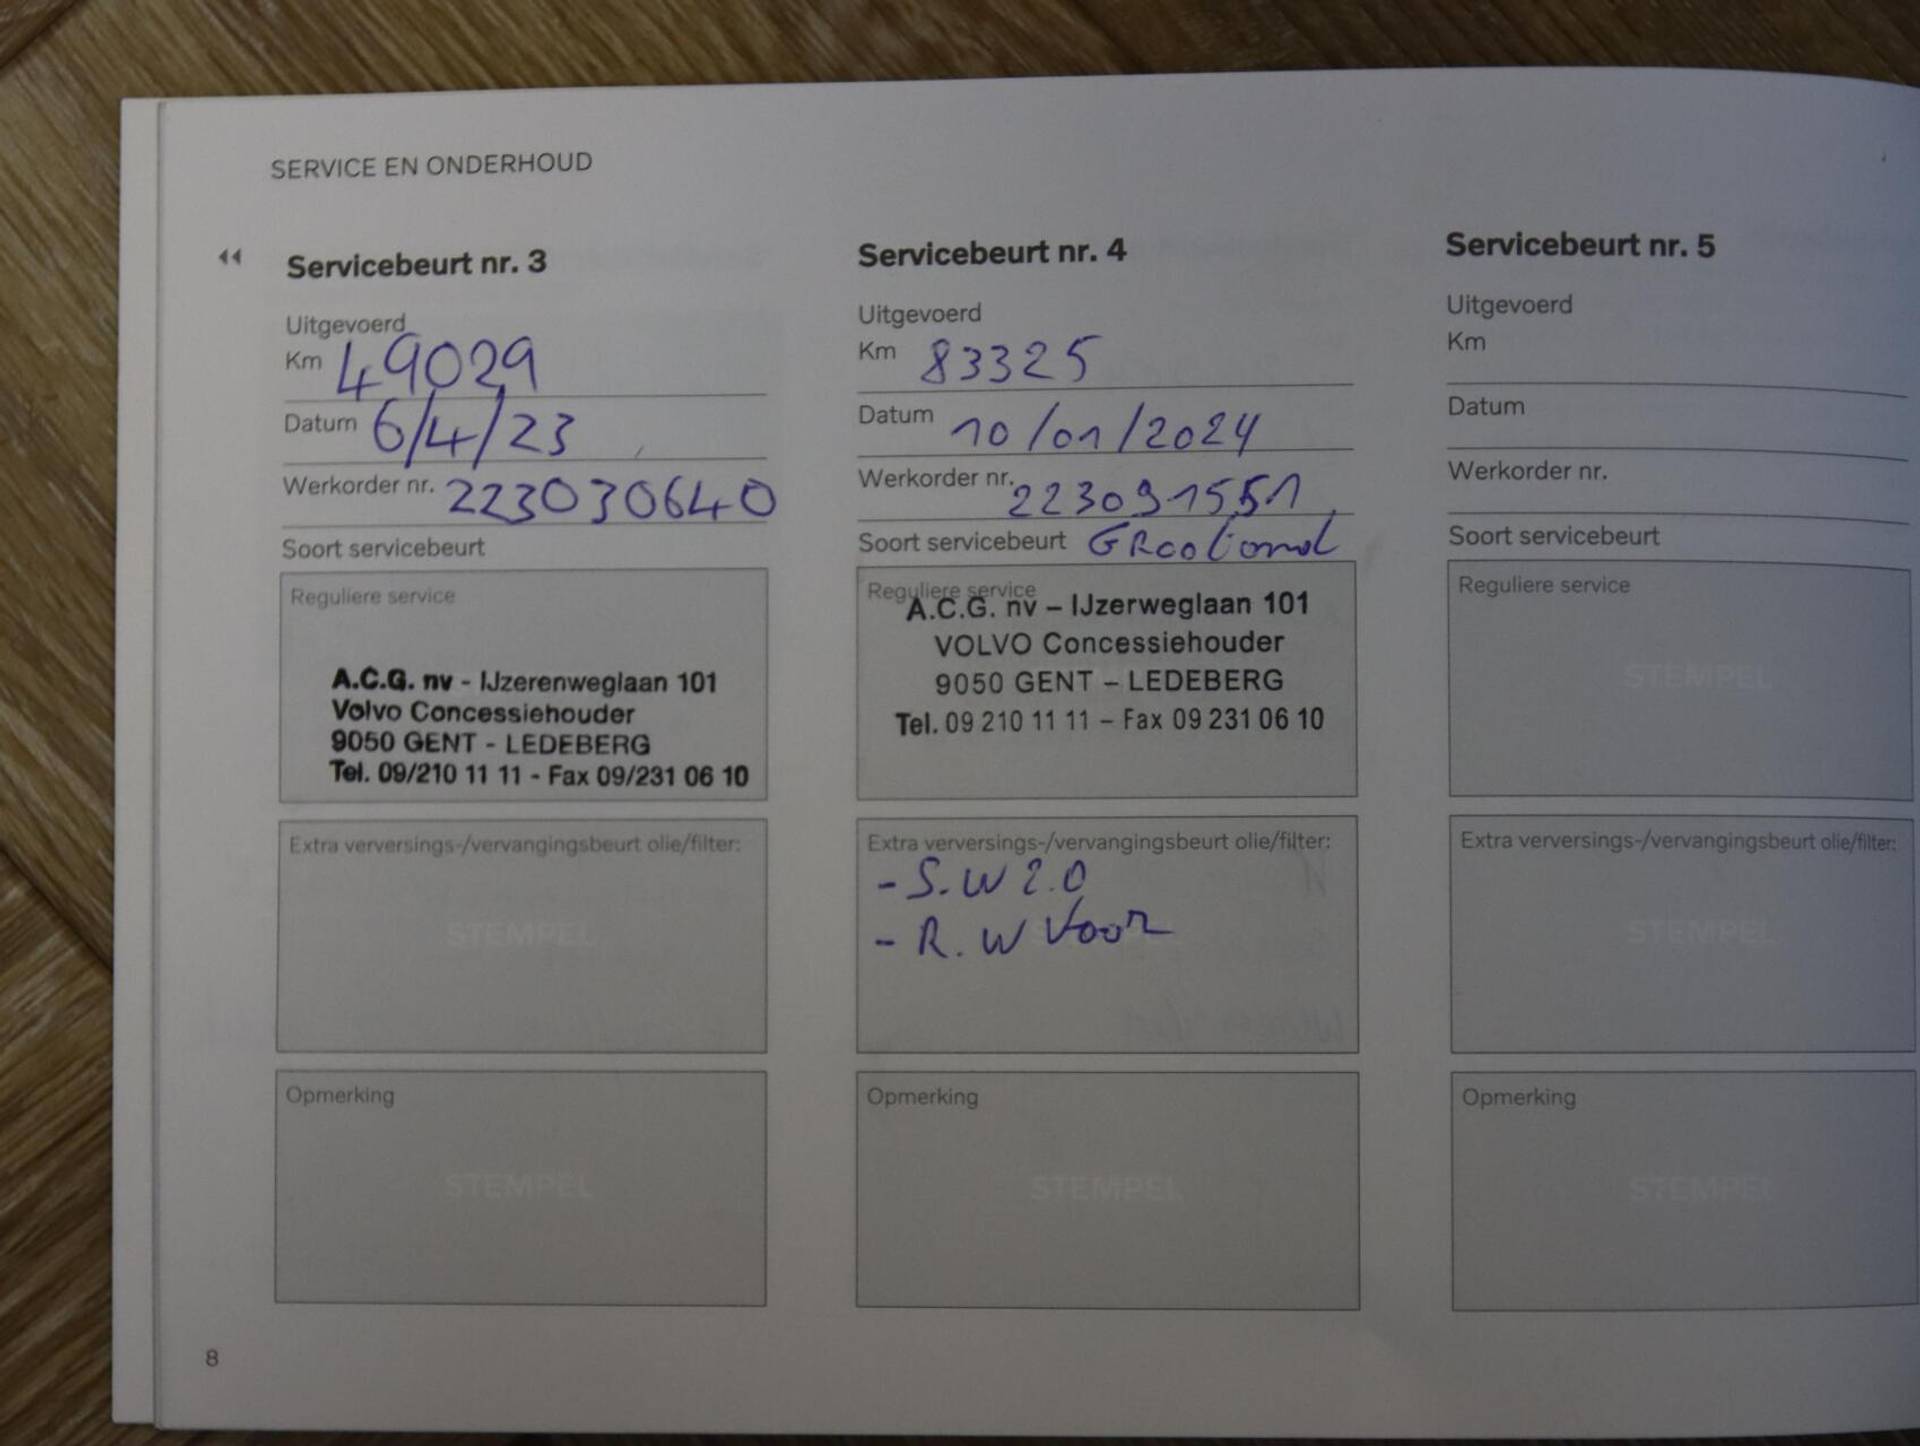 SERVICE EN ONDERHOUD
Servicebeurt nr. 3
Uitgevoerd
Km 49029
Datum 6/4/23
Werkorder nr. 223030640
Soort servicebeurt
Reguliere service
A.C.G. nv - IJzerenweglaan 101
Volvo Concessiehouder
9050 GENT - LEDEBERG
Tel. 09/210 11 11 - Fax 09/231 06 10
Extra verversings-/vervangingsbeurt olie/filter:
STEMPEL
Opmerking
STEMPEL
Servicebeurt nr. 4
Uitgevoerd
Km 83325
Datum 10/01/2024
Werkorder nr. 223091551
Soort servicebeurt
Reguliere service
A.C.G. nv – IJzerweglaan 101
VOLVO Concessiehouder
9050 GENT – LEDEBERG
Tel. 09 210 11 11 – Fax 09 231 06 10
Extra verversings-/vervangingsbeurt olie/filter:
- S.W 2.0
- R.W Voor
Opmerking
STEMPEL
Servicebeurt nr. 5
Uitgevoerd
Km
Datum
Werkorder nr.
Soort servicebeurt
Reguliere service
STEMPEL
Extra verversings-/vervangingsbeurt olie/filter:
STEMPEL
Opmerking
STEMPEL
8